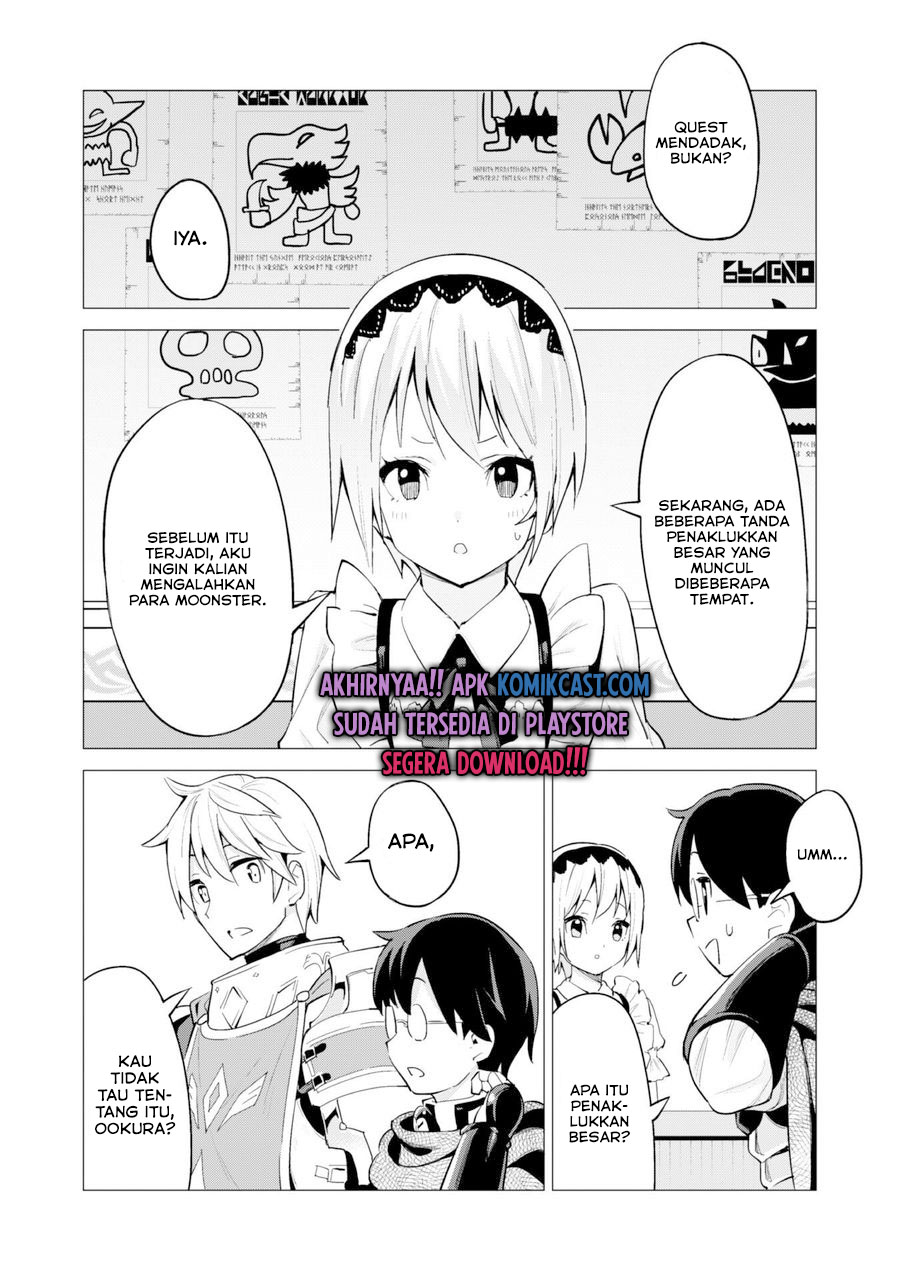 QUEST
MENDADAK,
BUKAN?
IYA.
SEKARANG, ADA
BEBERAPA TANDA
PENAKLUKKAN
BESAR YANG
MUNCUL
DIBEBERAPA
TEMPAT.
SEBELUM ITU
TERJADI, AKU
INGIN KALIAN
MENGALAHKAN
PARA MOONSTER.
AKHIRNYAA!! APK KOMIKCAST.COM
SUDAH TERSEDIA DI PLAYSTORE
SEGERA DOWNLOAD!!!
UMM...
APA ITU
PENAK-
LUKKAN
BESAR?
APA,
KAU
TIDAK
TAU TEN-
TANG ITU,
OOKURA?